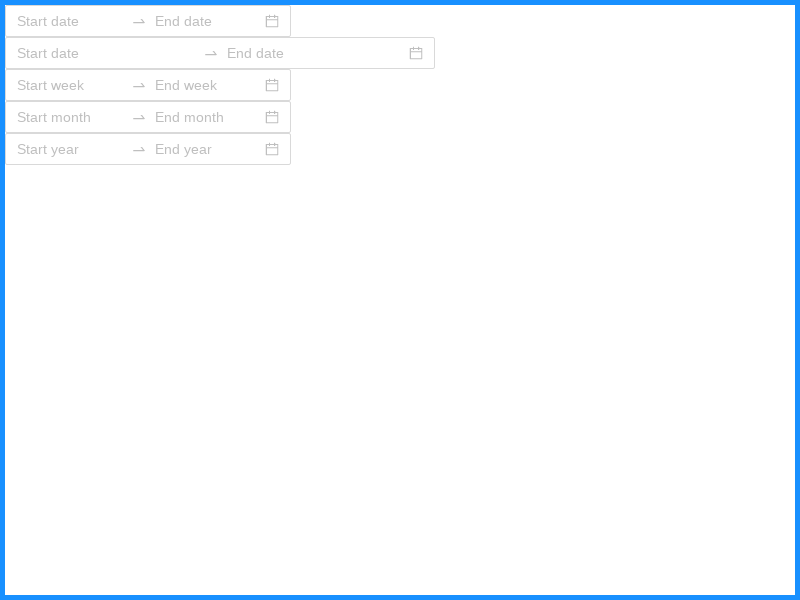 Start date End date
Start date End date
Start week End week
Start month End month
Start year End year